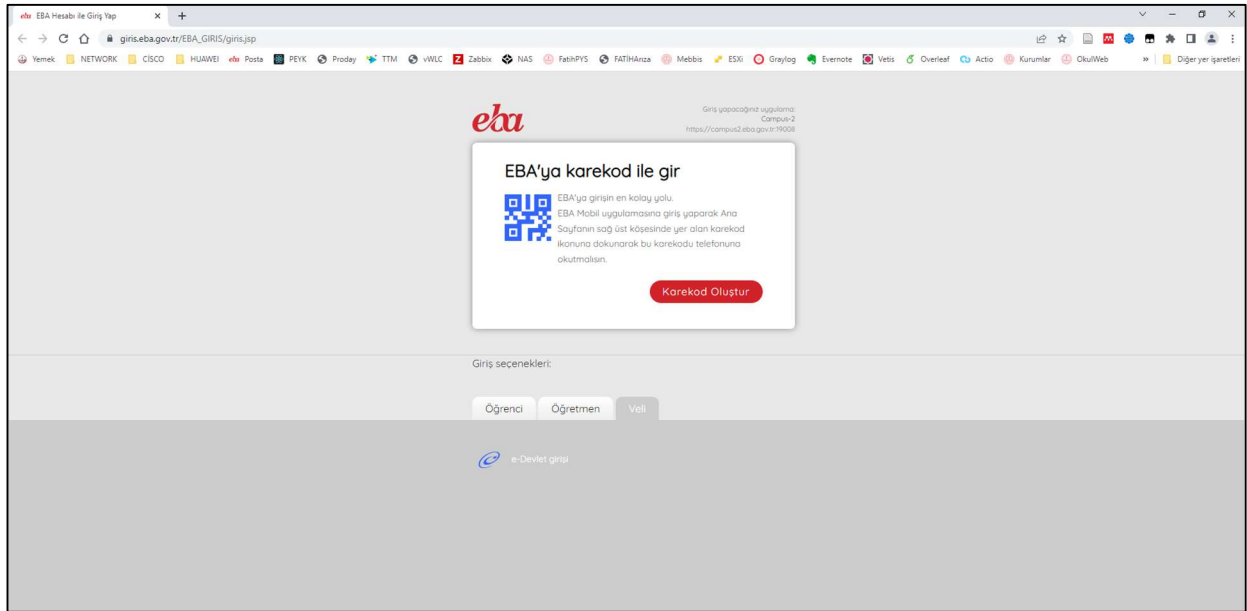 eba EBA Hesabı ile Giriş Yap
giris.eba.gov.tr/EBA_GIRIS/giris.jsp
Yemek NETWORK CİSCO HUAWEI eba Posta PEYK Proday TTM vWLC Z Zabbix NAS FatihPYS FATİHArıza Mebbis ESXi Graylog Evernote Vetis Overleaf Actio Kurumlar OkulWeb » Diğer yer işaretleri
eba
Giriş yapacağınız uygulama:
Campus-2
https://campus2.eba.gov.tr:19008
EBA'ya karekod ile gir
EBA'ya girişin en kolay yolu.
EBA Mobil uygulamasına giriş yaparak Ana
Sayfanın sağ üst köşesinde yer alan karekod
ikonuna dokunarak bu karekodu telefonuna
okutmalısın.
Karekod Oluştur
Giriş seçenekleri:
Öğrenci Öğretmen Veli
e-Devlet girişi